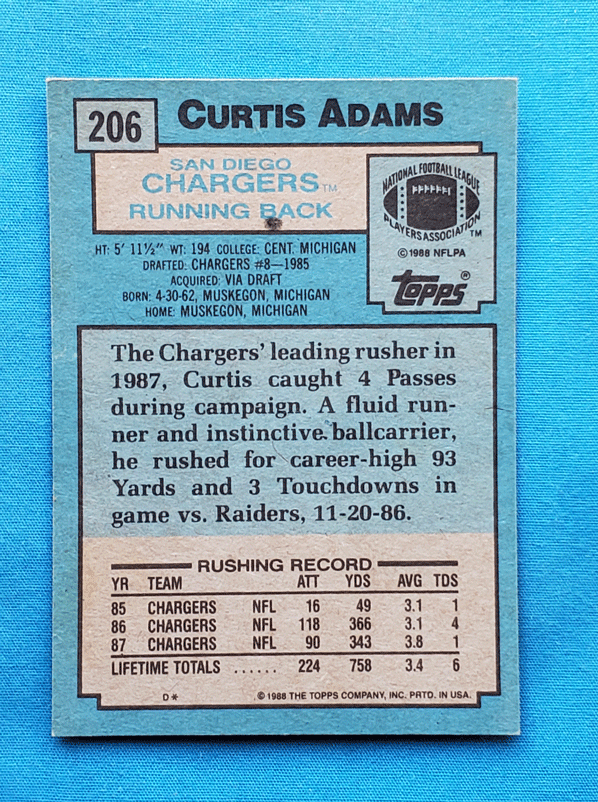 206
CURTIS ADAMS
SAN DIEGO
CHARGERS TM
RUNNING BACK
NATIONAL FOOTBALL LEAGUE
PLAYERS ASSOCIATION TM
© 1988 NFLPA
TOPPS ®
HT: 5' 11½" WT: 194 COLLEGE: CENT. MICHIGAN
DRAFTED: CHARGERS #8—1985
ACQUIRED: VIA DRAFT
BORN: 4-30-62, MUSKEGON, MICHIGAN
HOME: MUSKEGON, MICHIGAN
The Chargers' leading rusher in
1987, Curtis caught 4 Passes
during campaign. A fluid run-
ner and instinctive ballcarrier,
he rushed for career-high 93
Yards and 3 Touchdowns in
game vs. Raiders, 11-20-86.
RUSHING RECORD
YR TEAM ATT YDS AVG TDS
85 CHARGERS NFL 16 49 3.1 1
86 CHARGERS NFL 118 366 3.1 4
87 CHARGERS NFL 90 343 3.8 1
LIFETIME TOTALS ...... 224 758 3.4 6
D* © 1988 THE TOPPS COMPANY, INC. PRTD. IN USA.